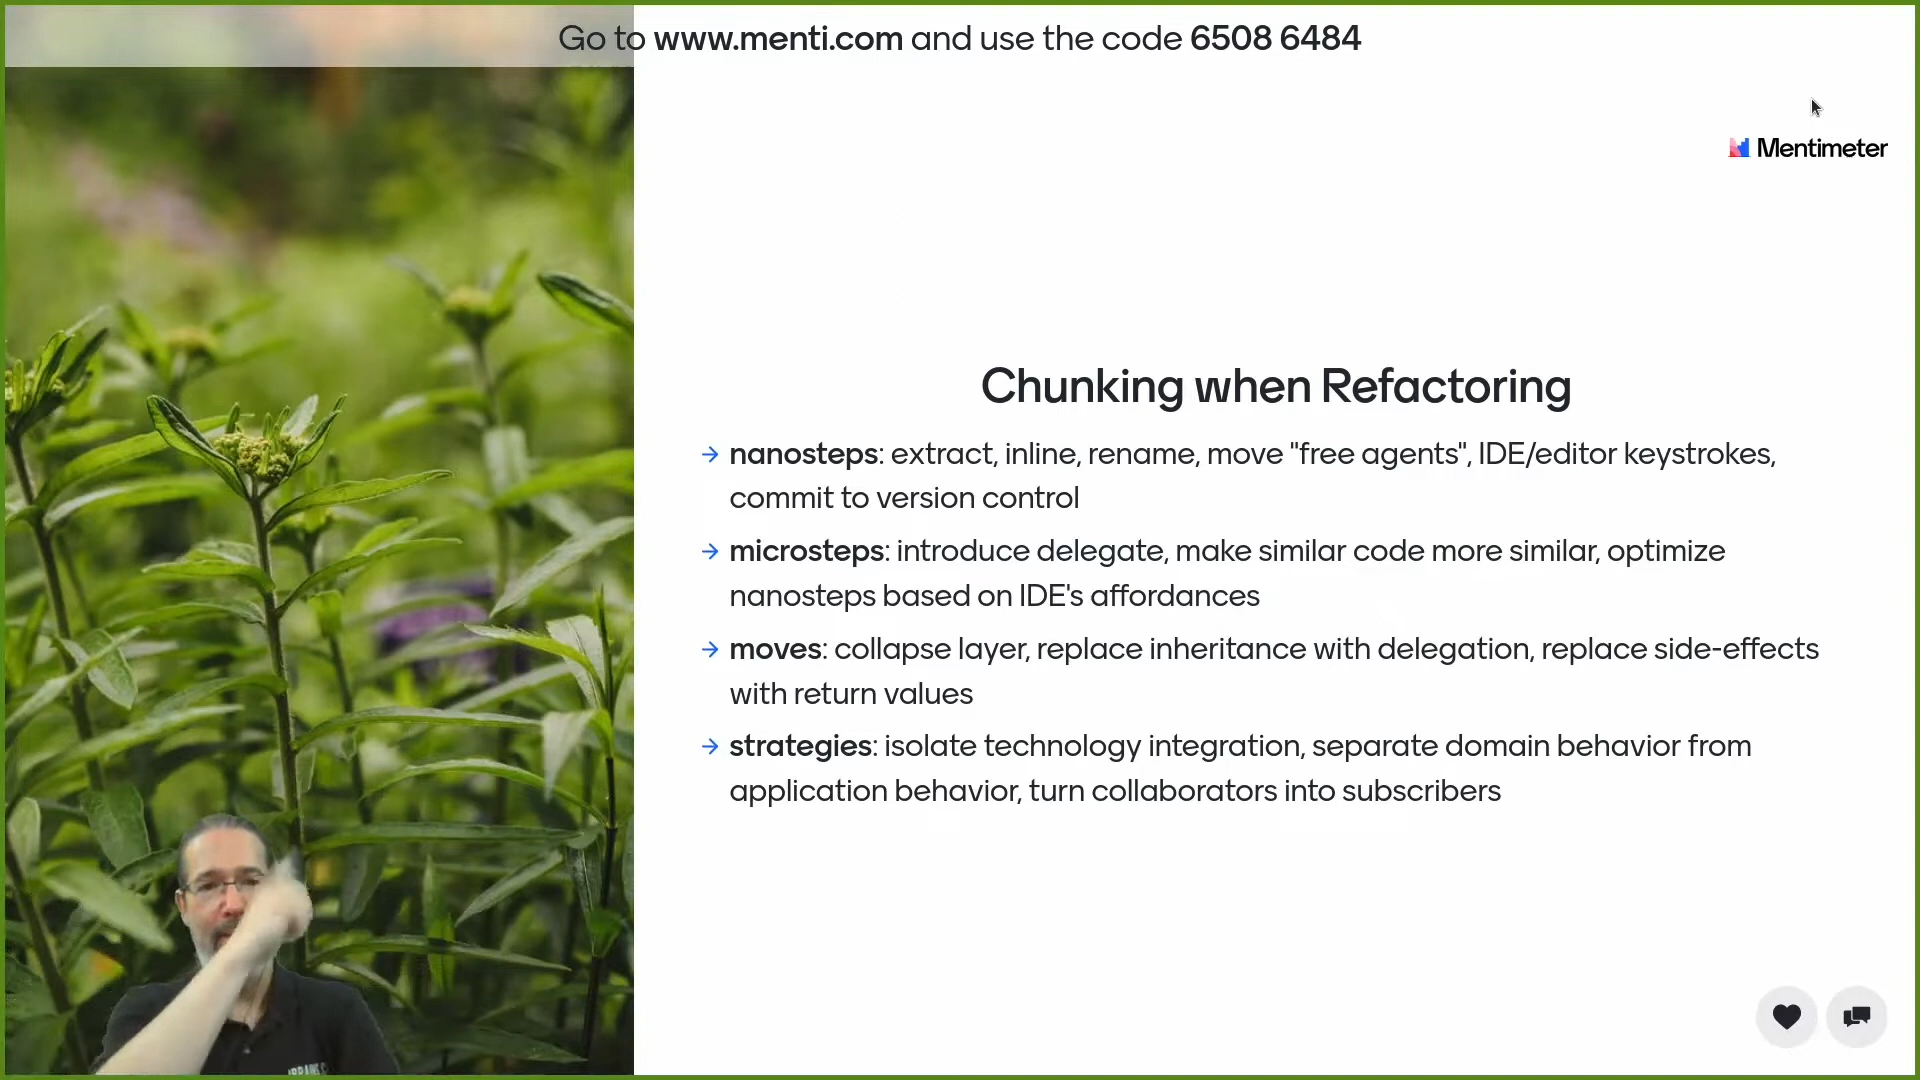 Go to www.menti.com and use the code 6508 6484
Mentimeter
Chunking when Refactoring
→ nanosteps: extract, inline, rename, move "free agents", IDE/editor keystrokes,
commit to version control
→ microsteps: introduce delegate, make similar code more similar, optimize
nanosteps based on IDE's affordances
→ moves: collapse layer, replace inheritance with delegation, replace side-effects
with return values
→ strategies: isolate technology integration, separate domain behavior from
application behavior, turn collaborators into subscribers